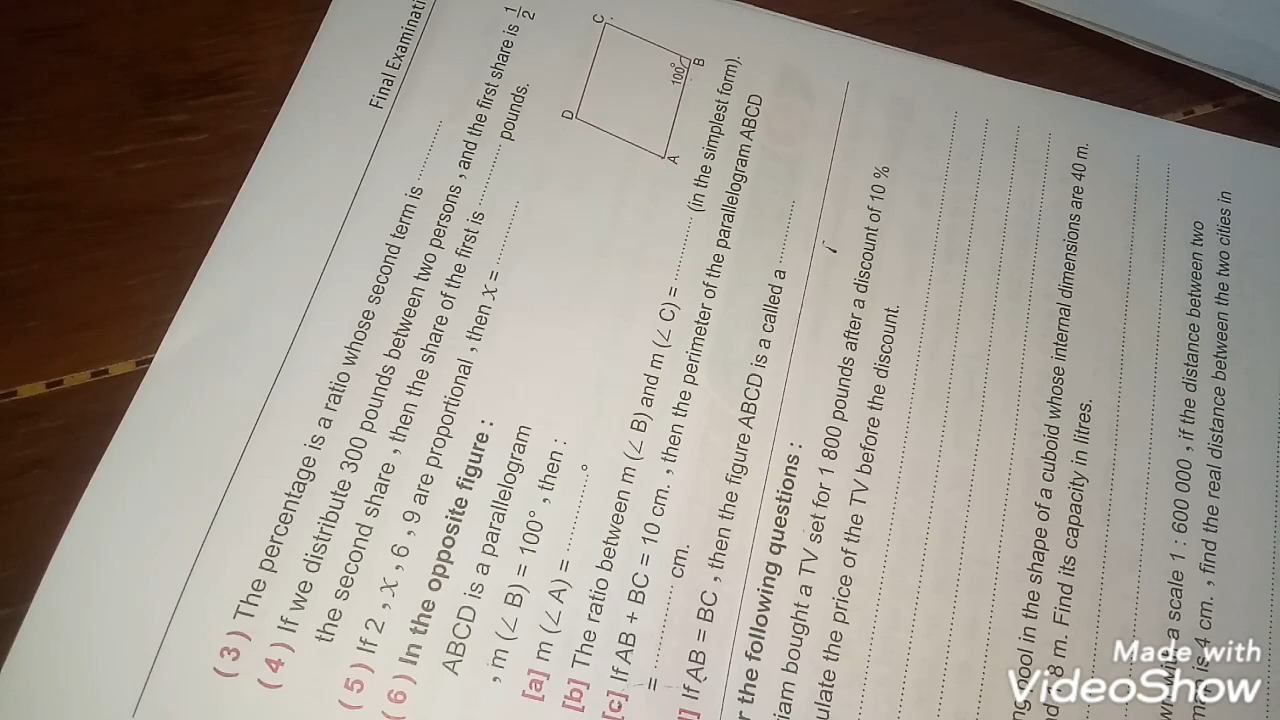 Final Examinati
( 3 ) The percentage is a ratio whose second term is ..........
( 4 ) If we distribute 300 pounds between two persons , and the first share is 1/2
the second share , then the share of the first is .......... pounds.
( 5 ) If 2 , x , 6 , 9 are proportional , then x = ..........
( 6 ) In the opposite figure :
ABCD is a parallelogram
, m (∠ B) = 100° , then :
[a] m (∠ A) = ..........°
[b] The ratio between m (∠ B) and m (∠ C) = .......... (in the simplest form).
[c] If AB + BC = 10 cm. , then the perimeter of the parallelogram ABCD
= .......... cm.
] If AB = BC , then the figure ABCD is called a ..........
D
C
A
B
100°
r the following questions :
iam bought a TV set for 1 800 pounds after a discount of 10 %
ulate the price of the TV before the discount.
ng pool in the shape of a cuboid whose internal dimensions are 40 m.
8 m. Find its capacity in litres.
a scale 1 : 600 000 , if the distance between two
is 4 cm. , find the real distance between the two cities in
Made with
VideoShow